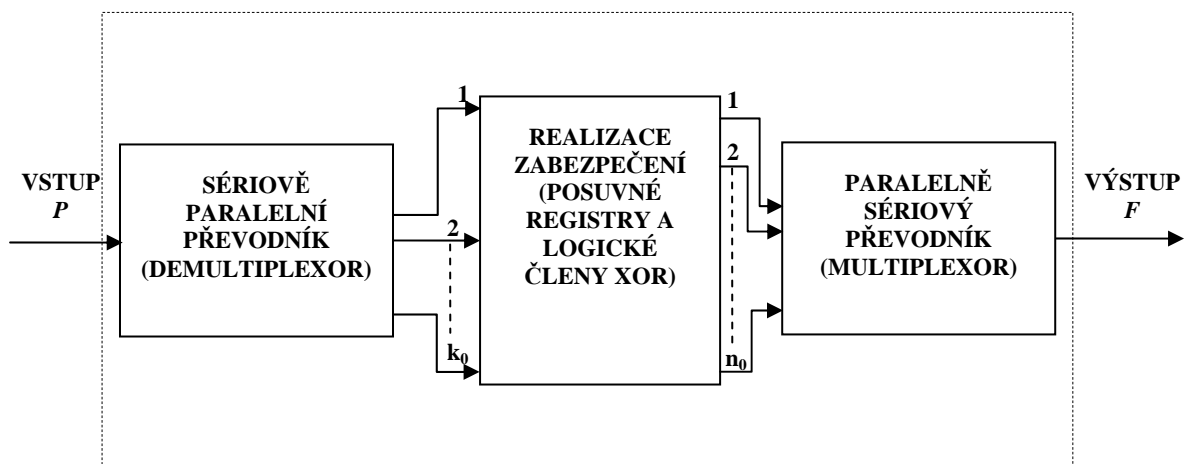 VSTUP
P
SÉRIOVĚ
PARALELNÍ
PŘEVODNÍK
(DEMULTIPLEXOR)
1
2
k₀
REALIZACE
ZABEZPEČENÍ
(POSUVNÉ
REGISTRY A
LOGICKÉ
ČLENY XOR)
1
2
n₀
PARALELNĚ
SÉRIOVÝ
PŘEVODNÍK
(MULTIPLEXOR)
VÝSTUP
F